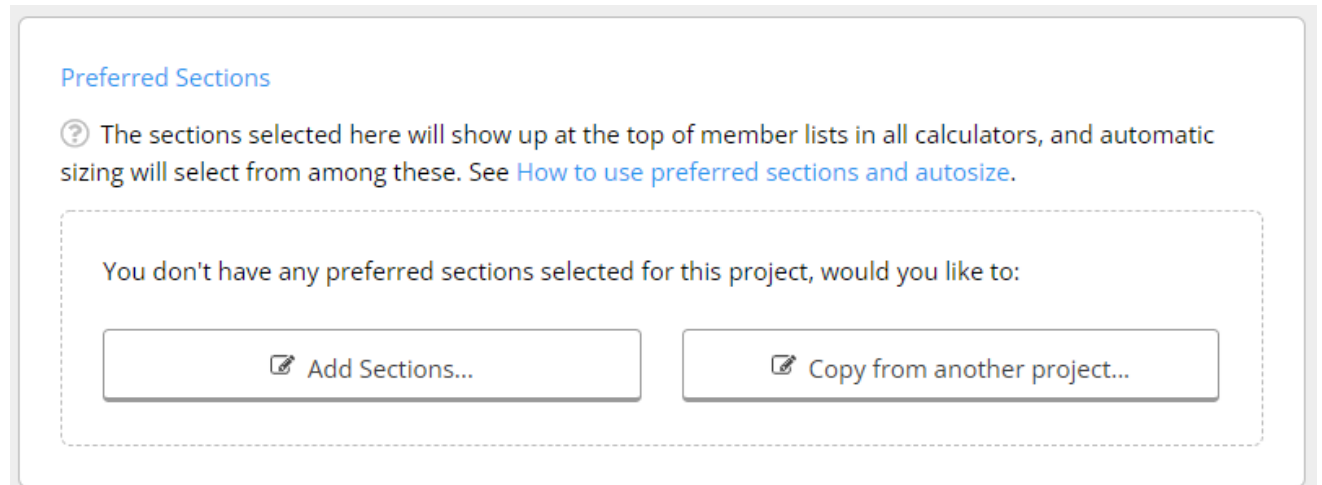 Preferred Sections
The sections selected here will show up at the top of member lists in all calculators, and automatic
sizing will select from among these. See How to use preferred sections and autosize.
You don't have any preferred sections selected for this project, would you like to:
Add Sections...
Copy from another project...